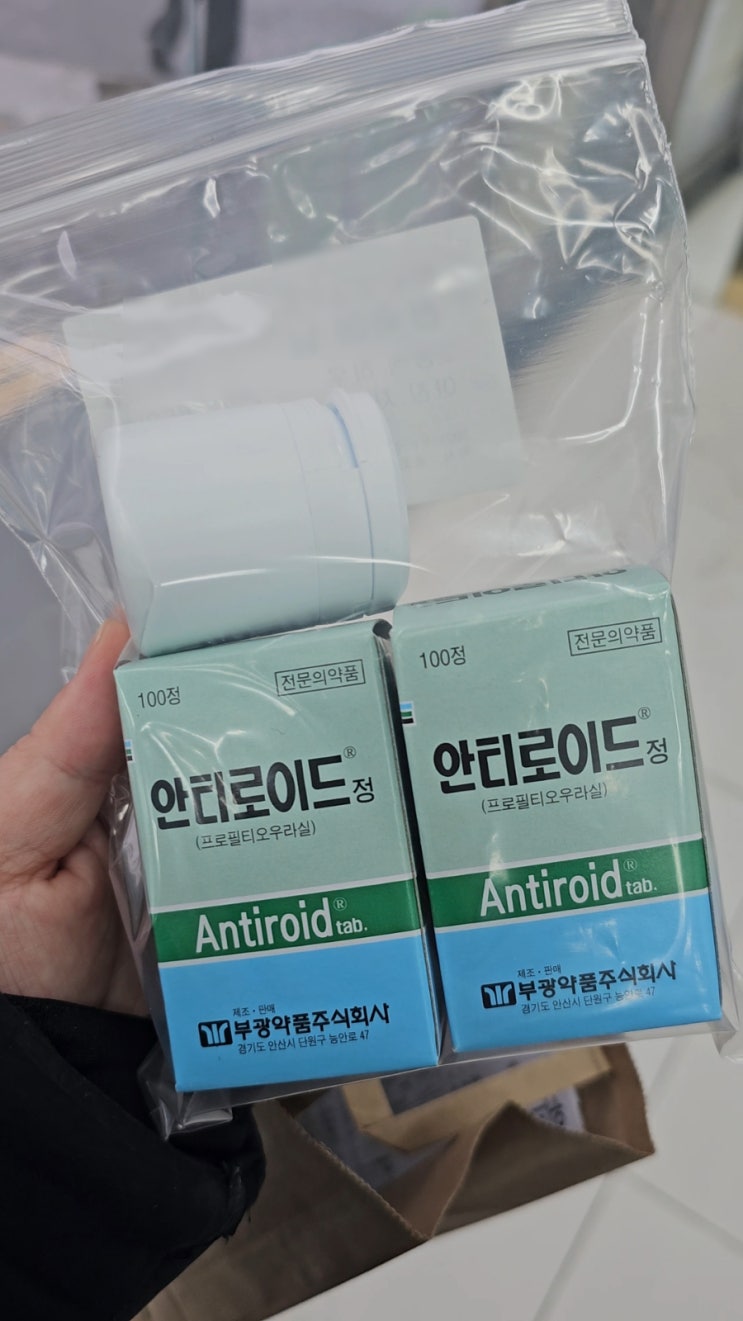 100정
전문의약품
안티로이드®정
(프로필티오우라실)
Antiroid® tab.
제조·판매
부광약품주식회사
경기도 안산시 단원구 능안로 47
100정
전문의약품
안티로이드®정
(프로필티오우라실)
Antiroid® tab.
제조·판매
부광약품주식회사
경기도 안산시 단원구 능안로 47